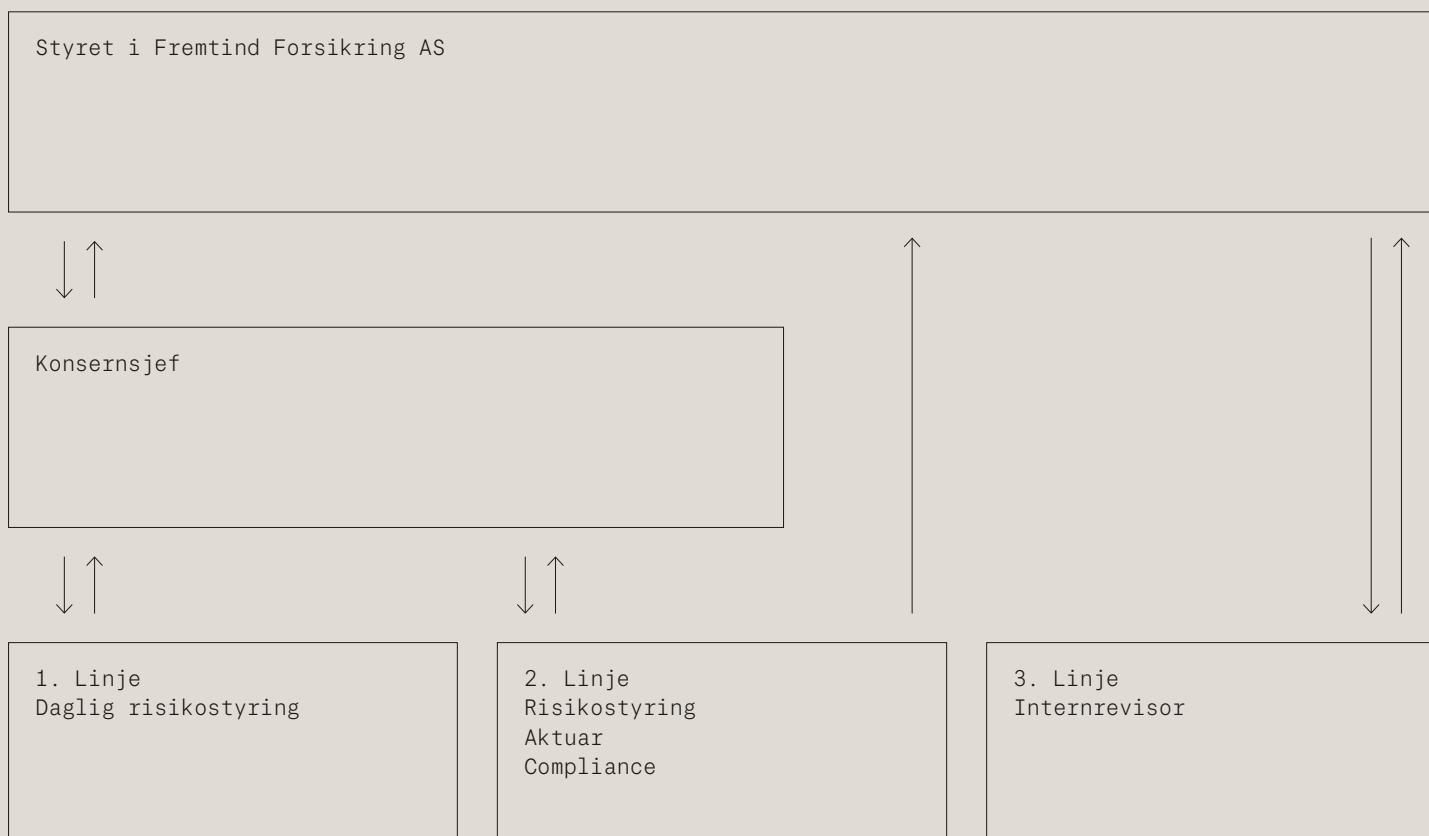 Styret i Fremtind Forsikring AS
Konsernsjef
1. Linje
Daglig risikostyring
2. Linje
Risikostyring
Aktuar
Compliance
3. Linje
Internrevisor